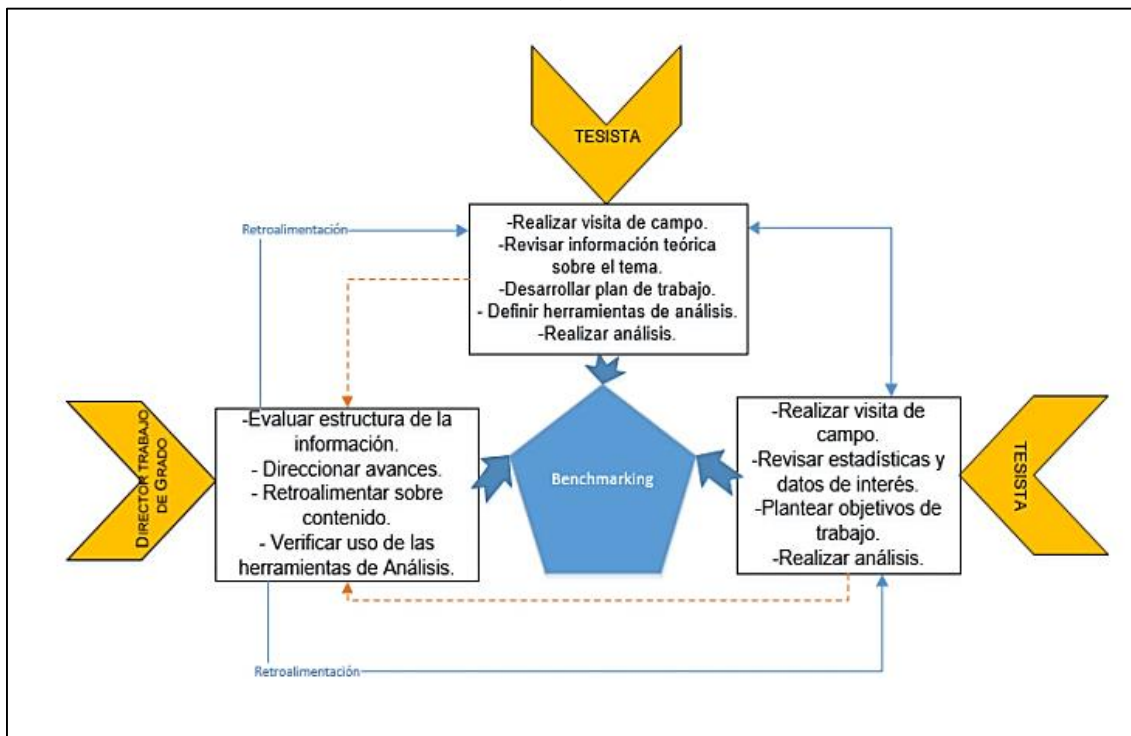 TESISTA
Retroalimentación
-Realizar visita de campo.
-Revisar información teórica
sobre el tema.
-Desarrollar plan de trabajo.
- Definir herramientas de análisis.
-Realizar análisis.
DIRECTOR TRABAJO
DE GRADO
-Evaluar estructura de la
información.
- Direccionar avances.
- Retroalimentar sobre
contenido.
- Verificar uso de las
herramientas de Análisis.
Benchmarking
-Realizar visita de
campo.
-Revisar estadísticas y
datos de interés.
-Plantear objetivos de
trabajo.
-Realizar análisis.
TESISTA
Retroalimentación